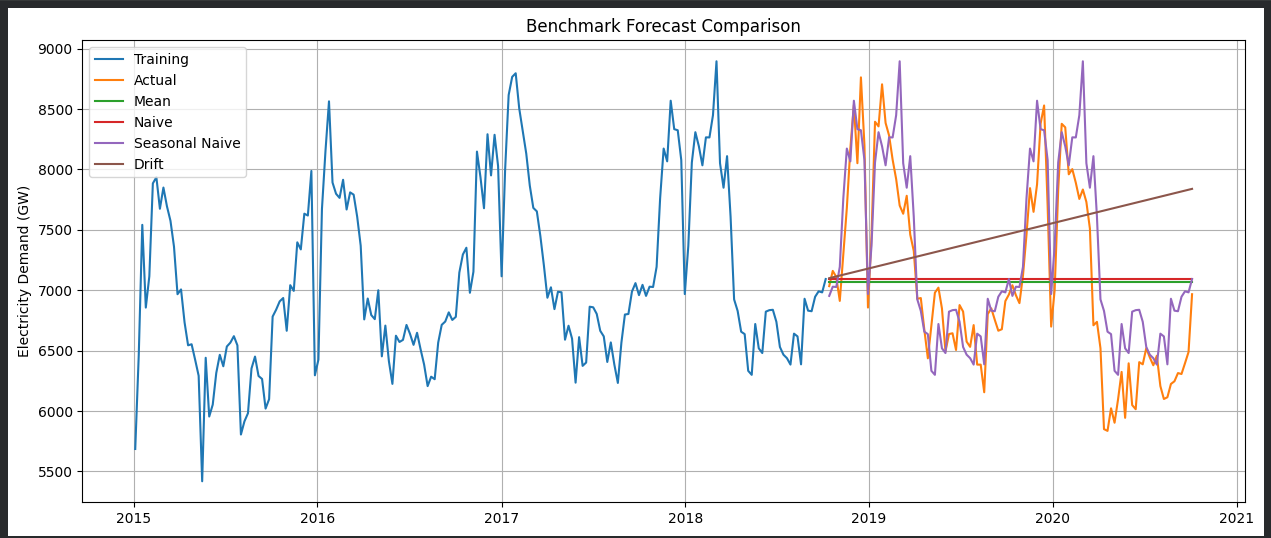 Benchmark Forecast Comparison
Training
Actual
Mean
Naive
Seasonal Naive
Drift
Electricity Demand (GW)
9000
8500
8000
7500
7000
6500
6000
5500
2015 2016 2017 2018 2019 2020 2021